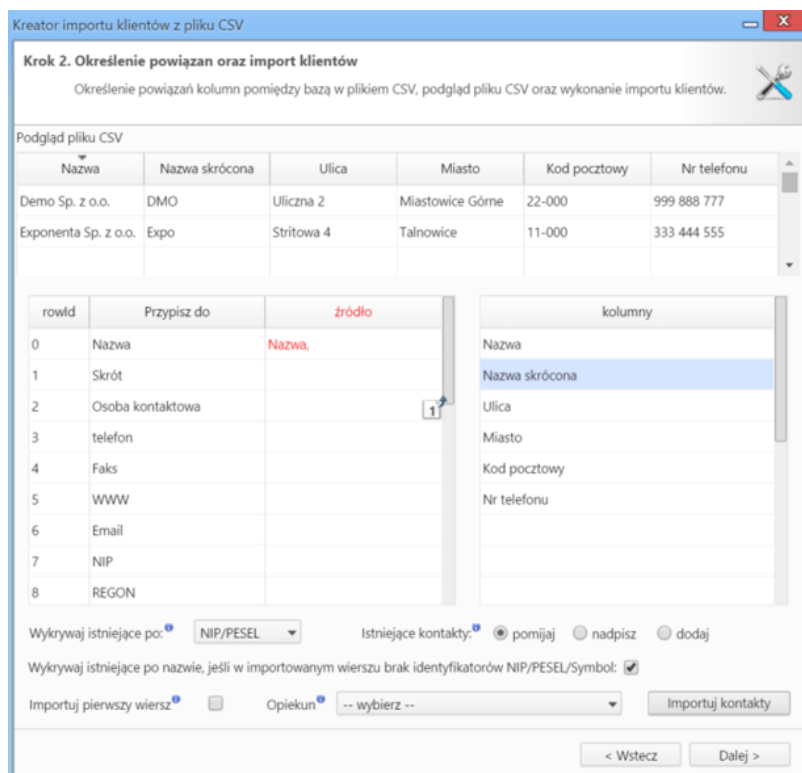 Kreator importu klientów z pliku CSV
Krok 2. Określenie powiązan oraz import klientów
Określenie powiązań kolumn pomiędzy bazą w plikiem CSV, podgląd pliku CSV oraz wykonanie importu klientów.
Podgląd pliku CSV
Nazwa Nazwa skrócona Ulica Miasto Kod pocztowy Nr telefonu
Demo Sp. z o.o. DMO Uliczna 2 Miastowice Górne 22-000 999 888 777
Exponenta Sp. z o.o. Expo Stritowa 4 Talnowice 11-000 333 444 555
rowId Przypisz do źródło kolumny
0 Nazwa Nazwa, Nazwa
1 Skrót Nazwa skrócona
2 Osoba kontaktowa 1 Ulica
3 telefon Miasto
4 Faks Kod pocztowy
5 WWW Nr telefonu
6 Email
7 NIP
8 REGON
Wykrywaj istniejące po: NIP/PESEL Istniejące kontakty: pomijaj nadpisz dodaj
Wykrywaj istniejące po nazwie, jeśli w importowanym wierszu brak identyfikatorów NIP/PESEL/Symbol:
Importuj pierwszy wiersz Opiekun -- wybierz -- Importuj kontakty
< Wstecz Dalej >